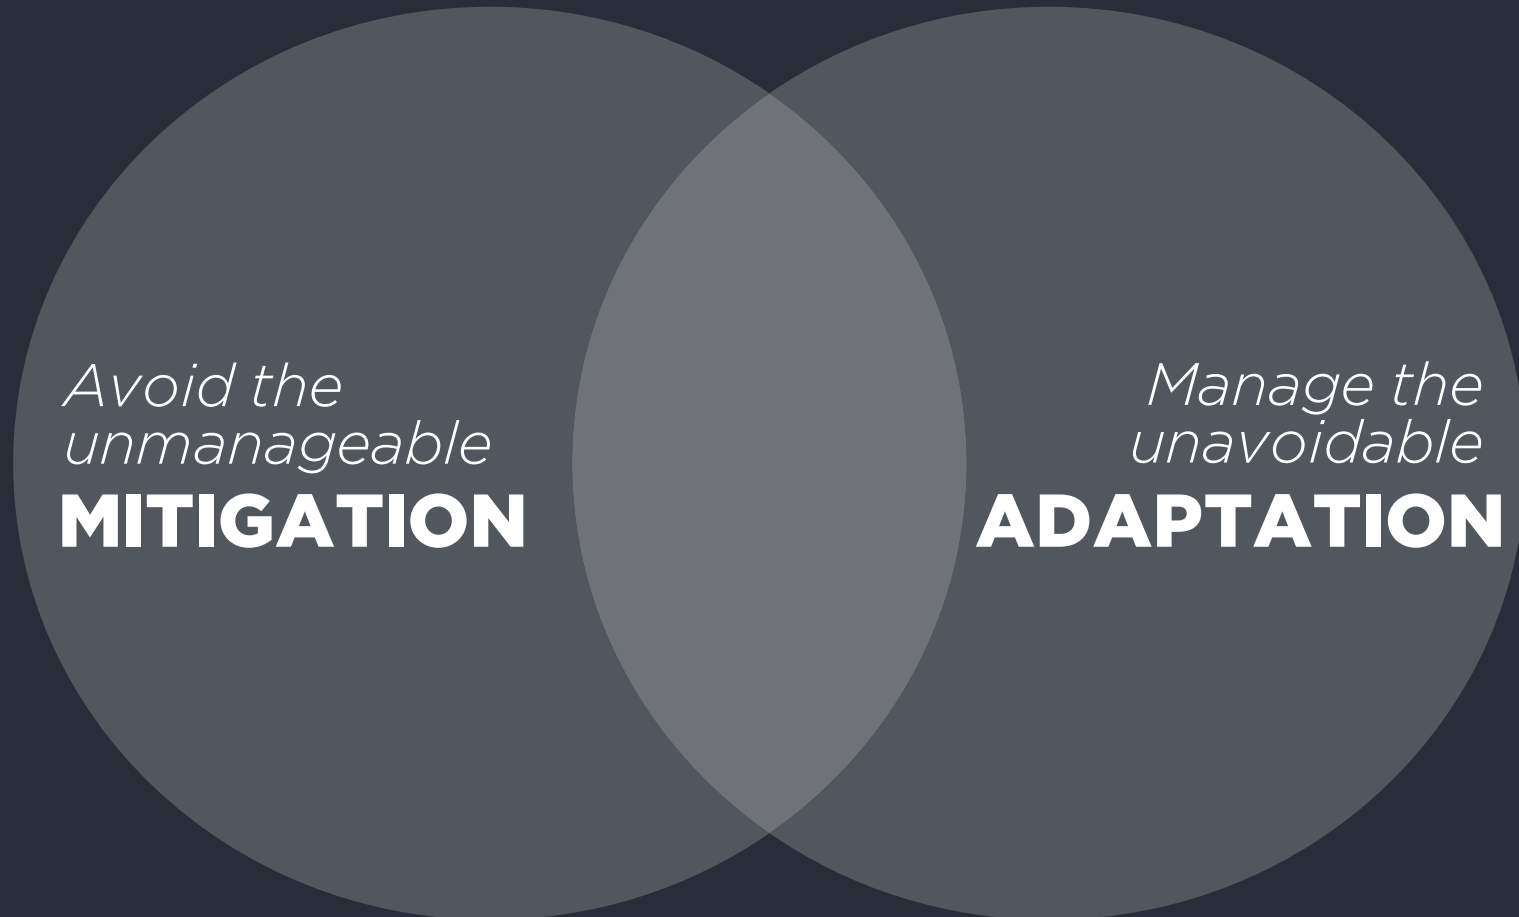 Avoid the
unmanageable
MITIGATION
Manage the
unavoidable
ADAPTATION